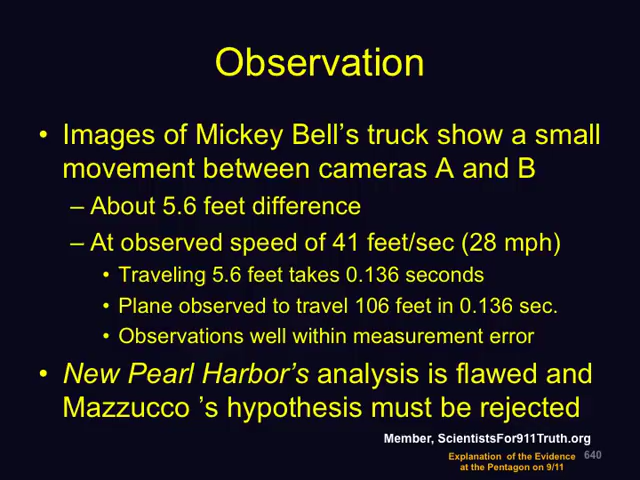 Observation
• Images of Mickey Bell's truck show a small
movement between cameras A and B
– About 5.6 feet difference
– At observed speed of 41 feet/sec (28 mph)
• Traveling 5.6 feet takes 0.136 seconds
• Plane observed to travel 106 feet in 0.136 sec.
• Observations well within measurement error
• New Pearl Harbor's analysis is flawed and
Mazzucco 's hypothesis must be rejected
Member, ScientistsFor911Truth.org
Explanation of the Evidence
at the Pentagon on 9/11
640